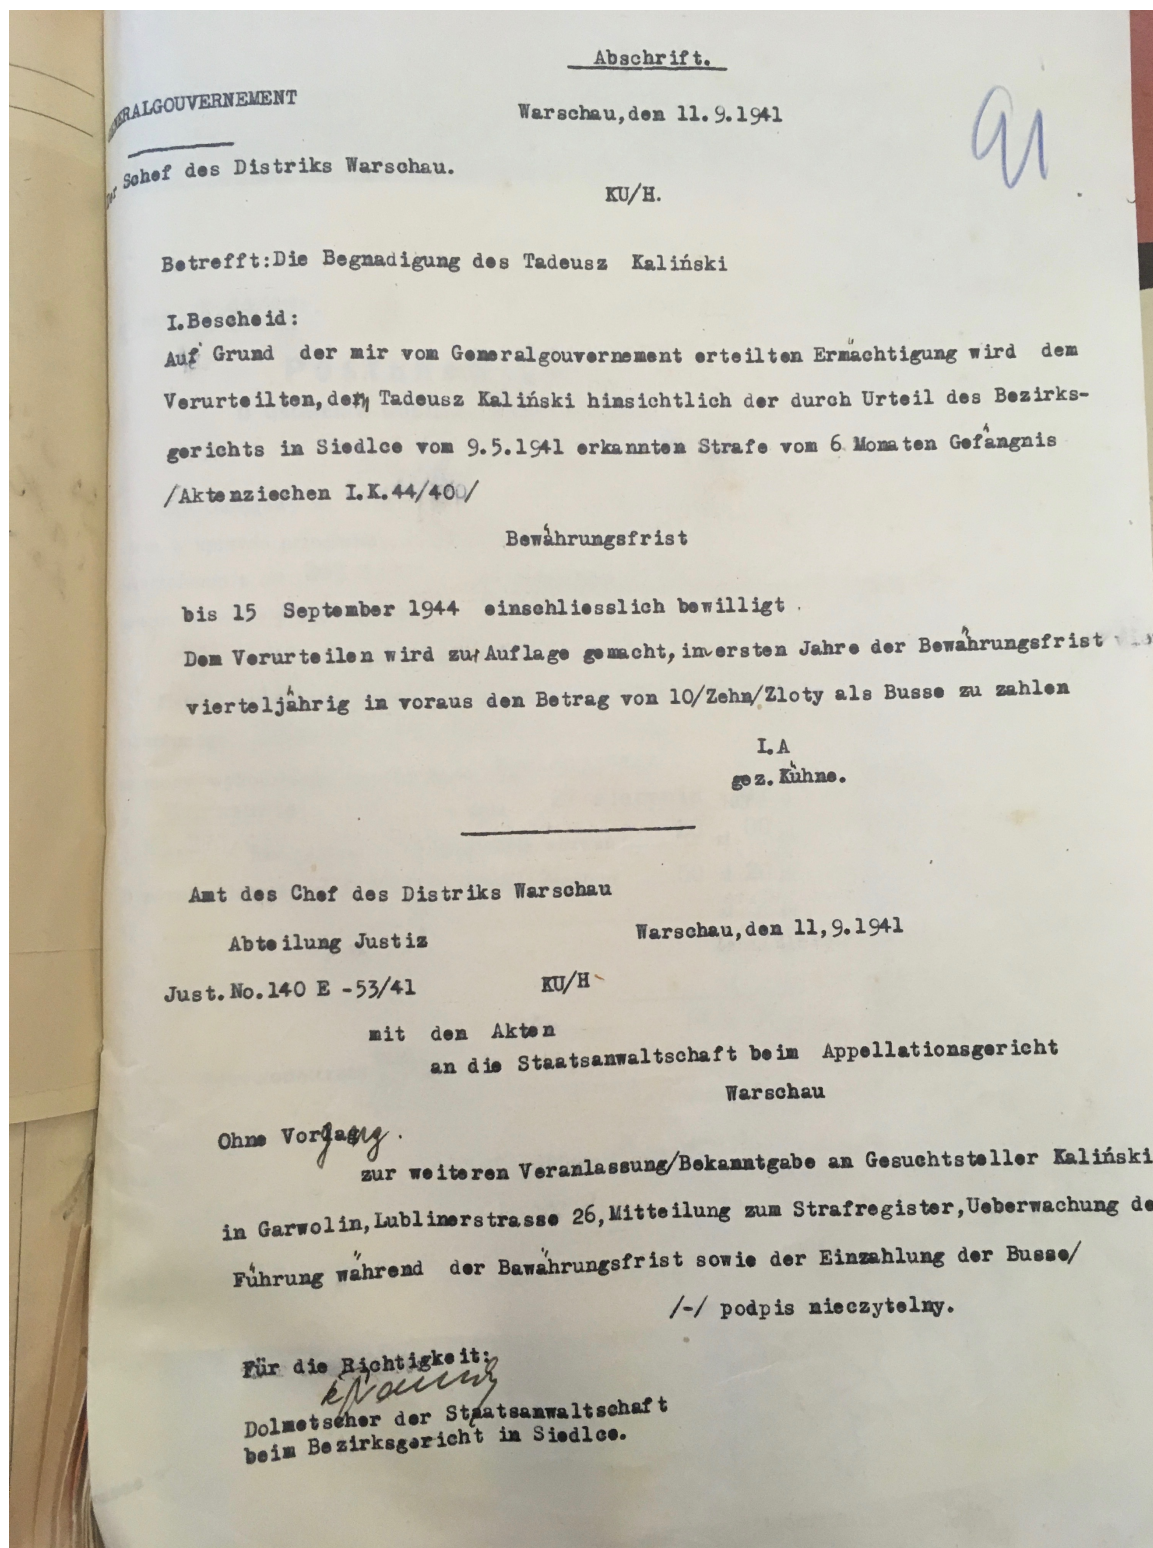 Abschrift.
GENERALGOUVERNEMENT
Warschau,den 11.9.1941
91
Der Schef des Distriks Warschau.
KU/H.
Betrefft:Die Begnadigung des Tadeusz Kaliński
I.Bescheid:
Auf Grund der mir vom Generalgouvernement erteilten Ermächtigung wird dem
Verurteilten,dem Tadeusz Kaliński hinsichtlich der durch Urteil des Bezirks-
gerichts in Siedlce vom 9.5.1941 erkannten Strafe vom 6 Monaten Gefängnis
/Aktenziechen I.K.44/40/
Bewährungsfrist
bis 15 September 1944 einschliesslich bewilligt.
Dem Verurteilen wird zur Auflage gemacht,im ersten Jahre der Bewährungsfrist
vierteljährig in voraus den Betrag von 10/Zehn/Zloty als Busse zu zahlen
I.A
gez.Kühne.
Amt des Chef des Distriks Warschau
Abteilung Justiz
Warschau,den 11,9.1941
Just.No.140 E -53/41
KU/H
mit den Akten
an die Staatsanwaltschaft beim Appellationsgericht
Warschau
Ohne Vorgang.
zur weiteren Veranlassung/Bekanntgabe an Gesuchtsteller Kaliński
in Garwolin,Lublinerstrasse 26,Mitteilung zum Strafregister,Ueberwachung de
Führung während der Bawährungsfrist sowie der Einzahlung der Busse/
/-/ podpis nieczytelny.
Für die Richtigkeit:
Dolmetscher der Staatsanwaltschaft
beim Bezirksgericht in Siedlce.